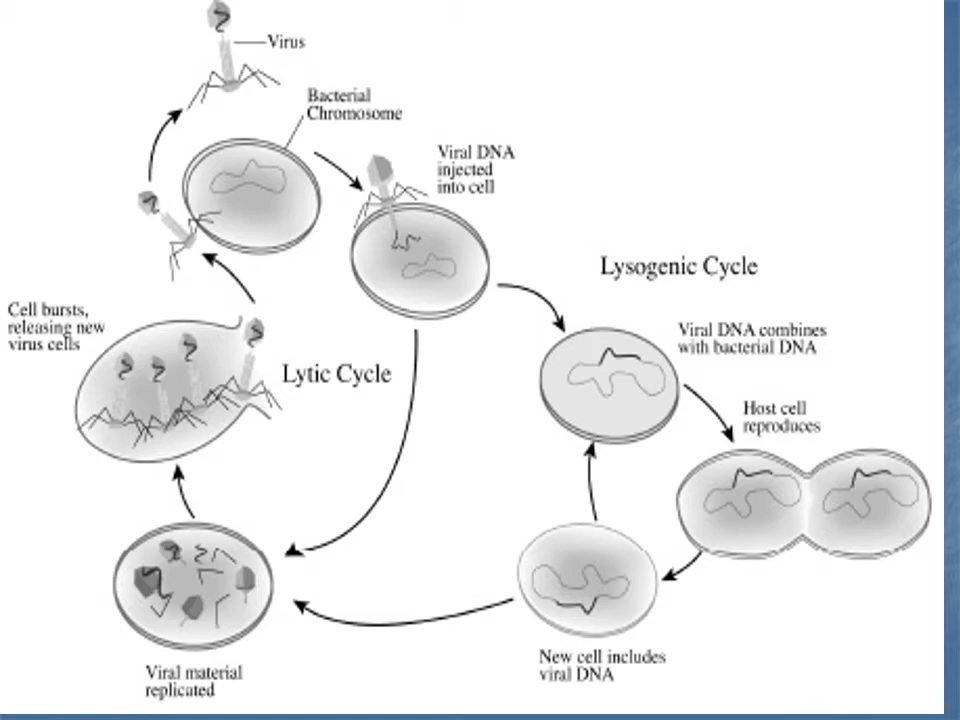 Virus
Bacterial
Chromosome
Viral DNA
injected
into cell
Lysogenic Cycle
Cell bursts,
releasing new
virus cells
Lytic Cycle
Viral DNA combines
with bacterial DNA
Host cell
reproduces
New cell includes
viral DNA
Viral material
replicated